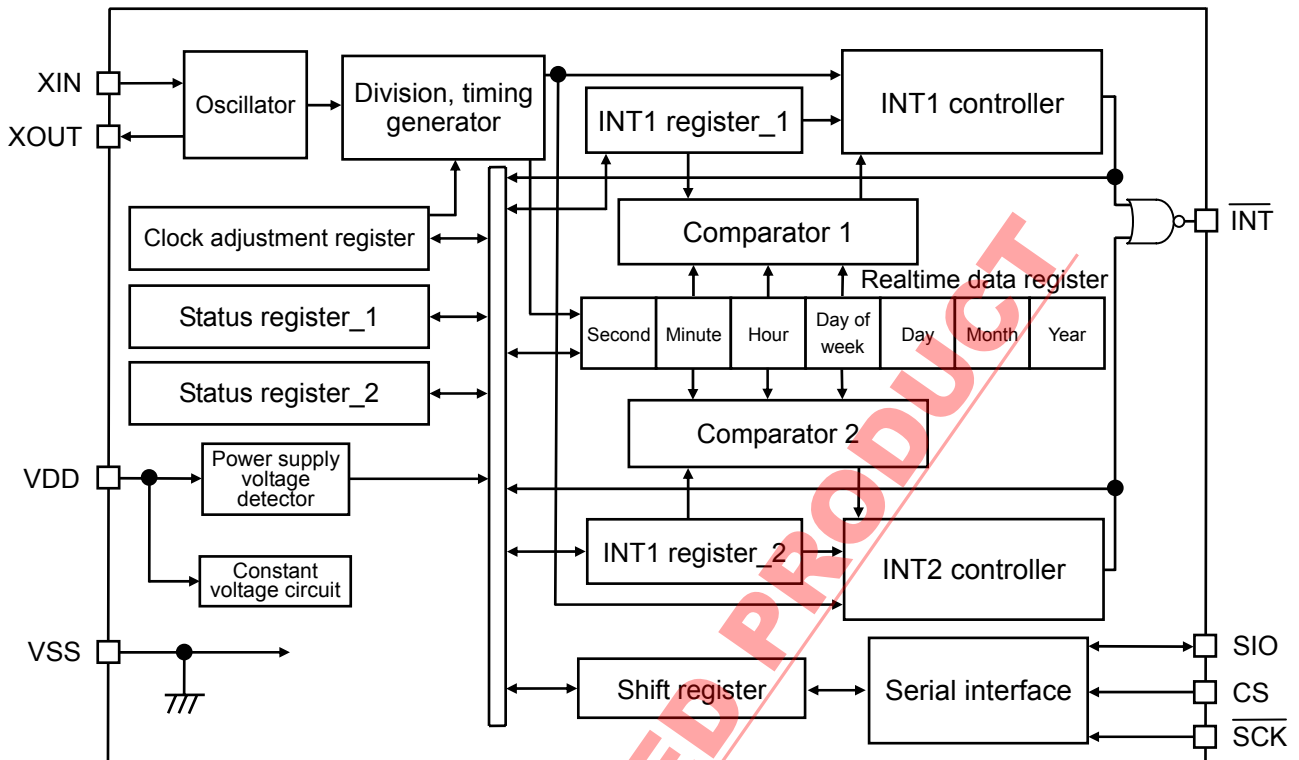 XIN
XOUT
Oscillator
Division, timing
generator
INT1 register_1
INT1 controller
Clock adjustment register
Comparator 1
INT
Realtime data register
Status register_1
Second
Minute
Hour
Day of
week
Day
Month
Year
Status register_2
Comparator 2
VDD
Power supply
voltage
detector
INT1 register_2
INT2 controller
Constant
voltage circuit
VSS
Shift register
Serial interface
SIO
CS
SCK
ED PRODUCT